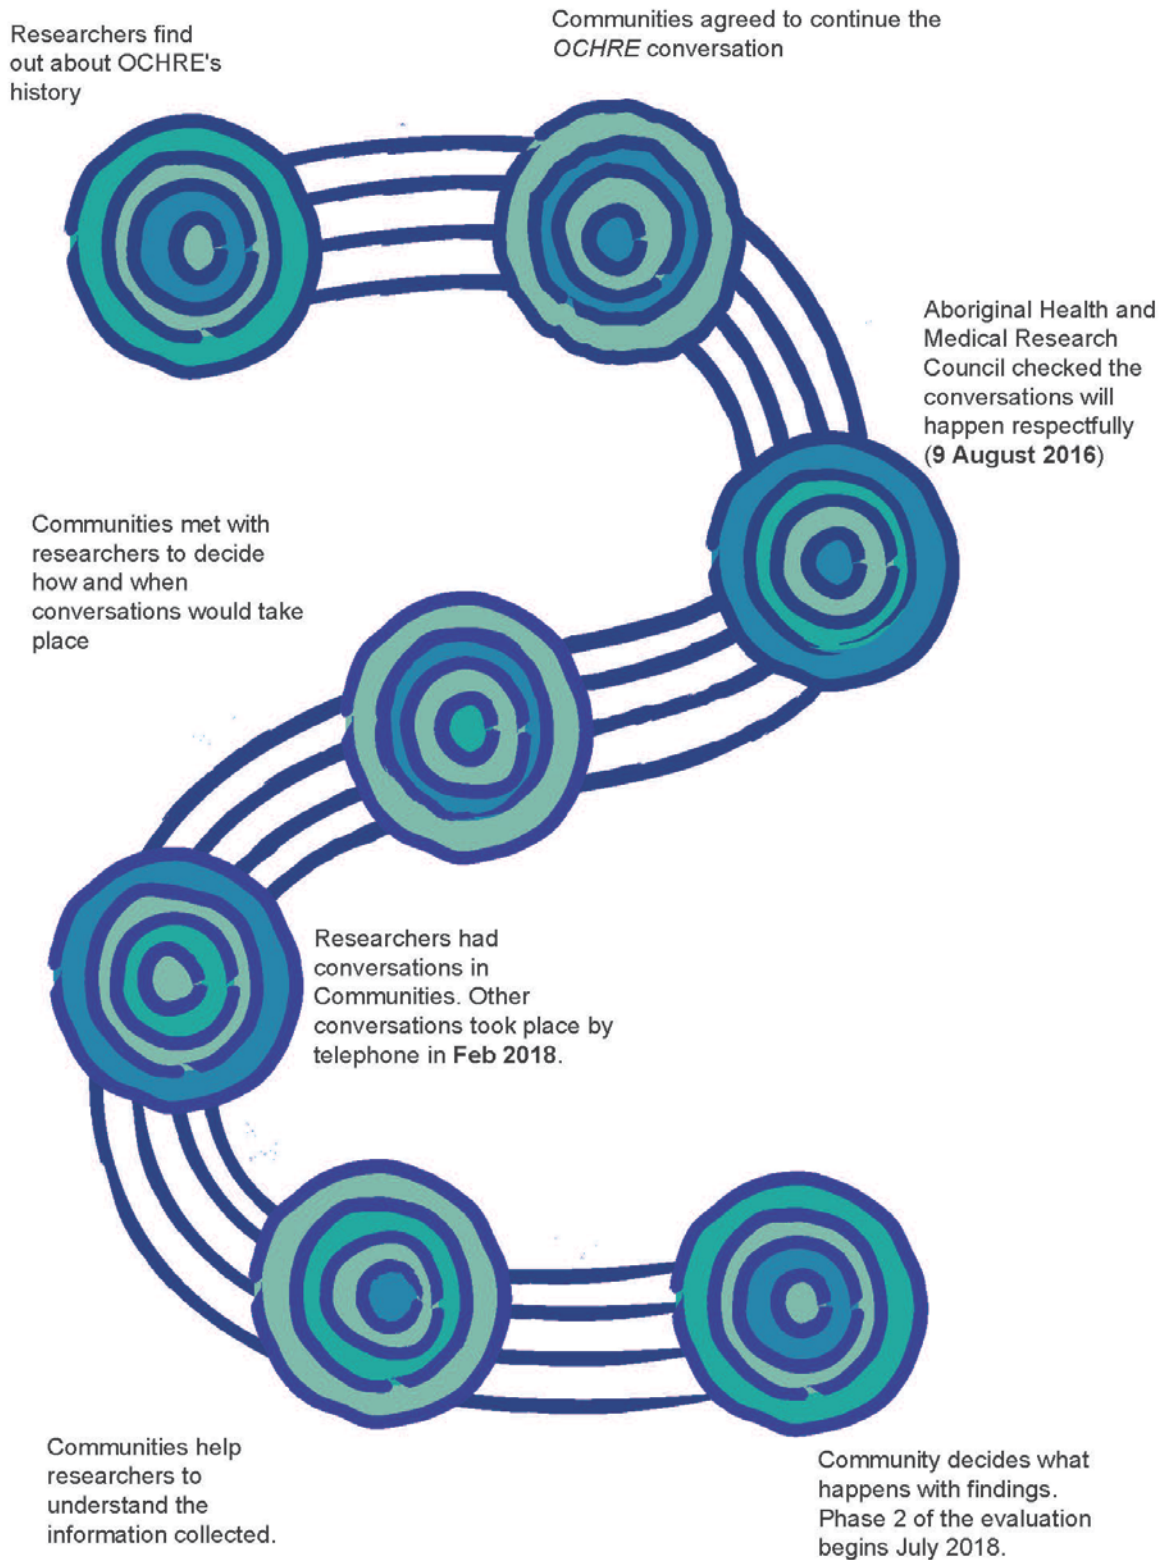 Researchers find
out about OCHRE's
history
Communities agreed to continue the
OCHRE conversation
Aboriginal Health and
Medical Research
Council checked the
conversations will
happen respectfully
(9 August 2016)
Communities met with
researchers to decide
how and when
conversations would take
place
Researchers had
conversations in
Communities. Other
conversations took place by
telephone in Feb 2018.
Communities help
researchers to
understand the
information collected.
Community decides what
happens with findings.
Phase 2 of the evaluation
begins July 2018.